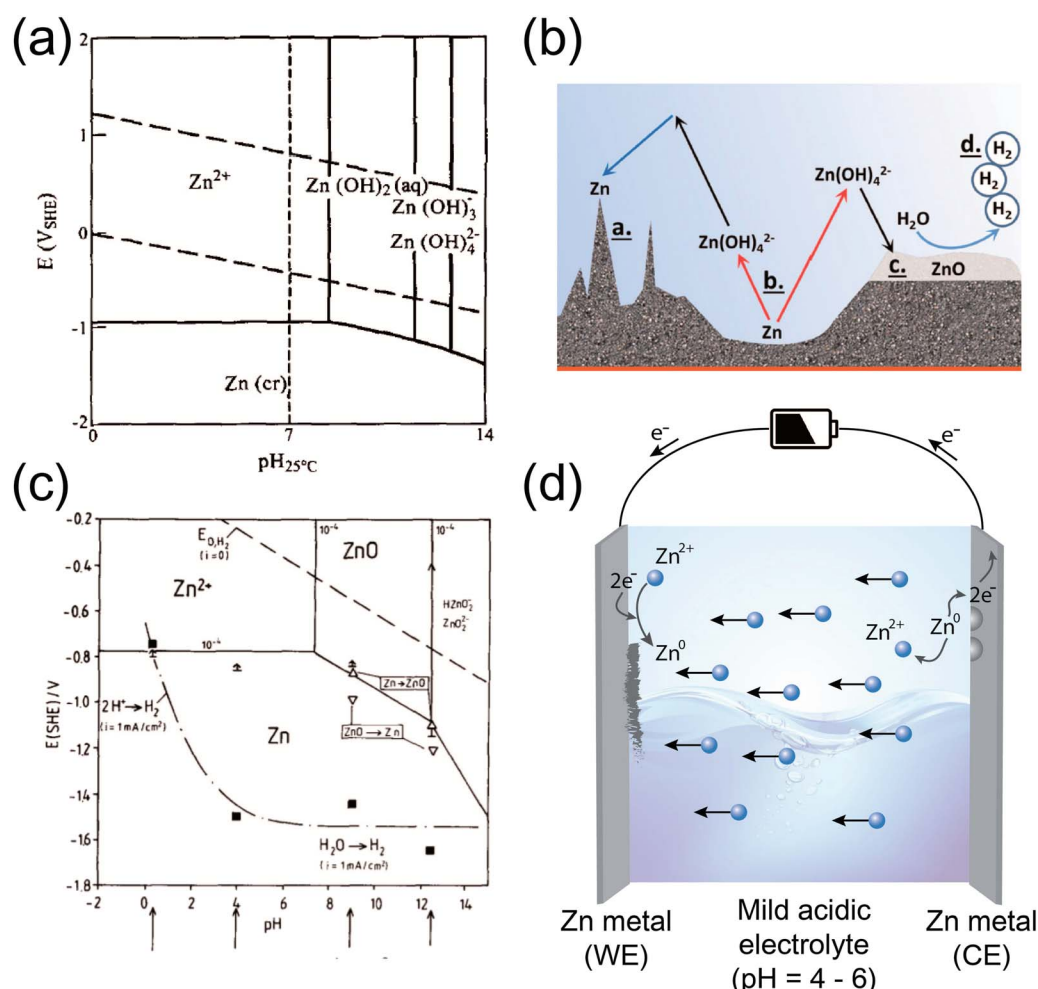 (a)
2
1
0
-1
-2
E (V_SHE)
Zn²⁺
Zn (OH)₂ (aq)
Zn (OH)₃⁻
Zn (OH)₄²⁻
Zn (cr)
0
7
14
pH₂₅°C
(b)
Zn
a.
Zn(OH)₄²⁻
b.
Zn
Zn(OH)₄²⁻
H₂O
c.
ZnO
d.
H₂
H₂
H₂
(c)
-0.2
-0.4
-0.6
-0.8
-1.0
-1.2
-1.4
-1.6
-1.8
E(SHE)/V
E_O,H₂
(i=0)
10⁻⁴
ZnO
10⁻⁴
Zn²⁺
HZnO₂⁻
ZnO₂²⁻
10⁻⁴
Zn→ZnO
2H⁺→H₂
(i=1mA/cm²)
Zn
ZnO→Zn
H₂O→H₂
(i=1mA/cm²)
-2
0
2
4
6
8
10
12
14
pH
(d)
e⁻
e⁻
Zn²⁺
2e⁻
Zn⁰
2e⁻
Zn²⁺
Zn⁰
Zn metal
(WE)
Mild acidic
electrolyte
(pH = 4 - 6)
Zn metal
(CE)